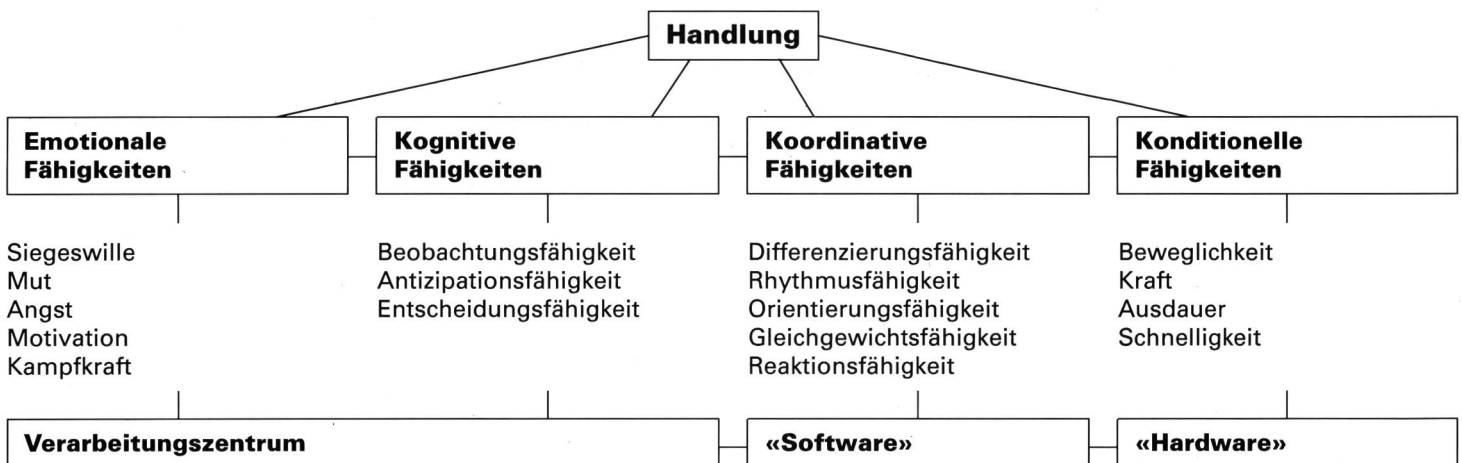 Handlung
Emotionale
Fähigkeiten
Kognitive
Fähigkeiten
Koordinative
Fähigkeiten
Konditionelle
Fähigkeiten
Siegeswille
Mut
Angst
Motivation
Kampfkraft
Beobachtungsfähigkeit
Antizipationsfähigkeit
Entscheidungsfähigkeit
Differenzierungsfähigkeit
Rhythmusfähigkeit
Orientierungsfähigkeit
Gleichgewichtsfähigkeit
Reaktionsfähigkeit
Beweglichkeit
Kraft
Ausdauer
Schnelligkeit
Verarbeitungszentrum
«Software»
«Hardware»